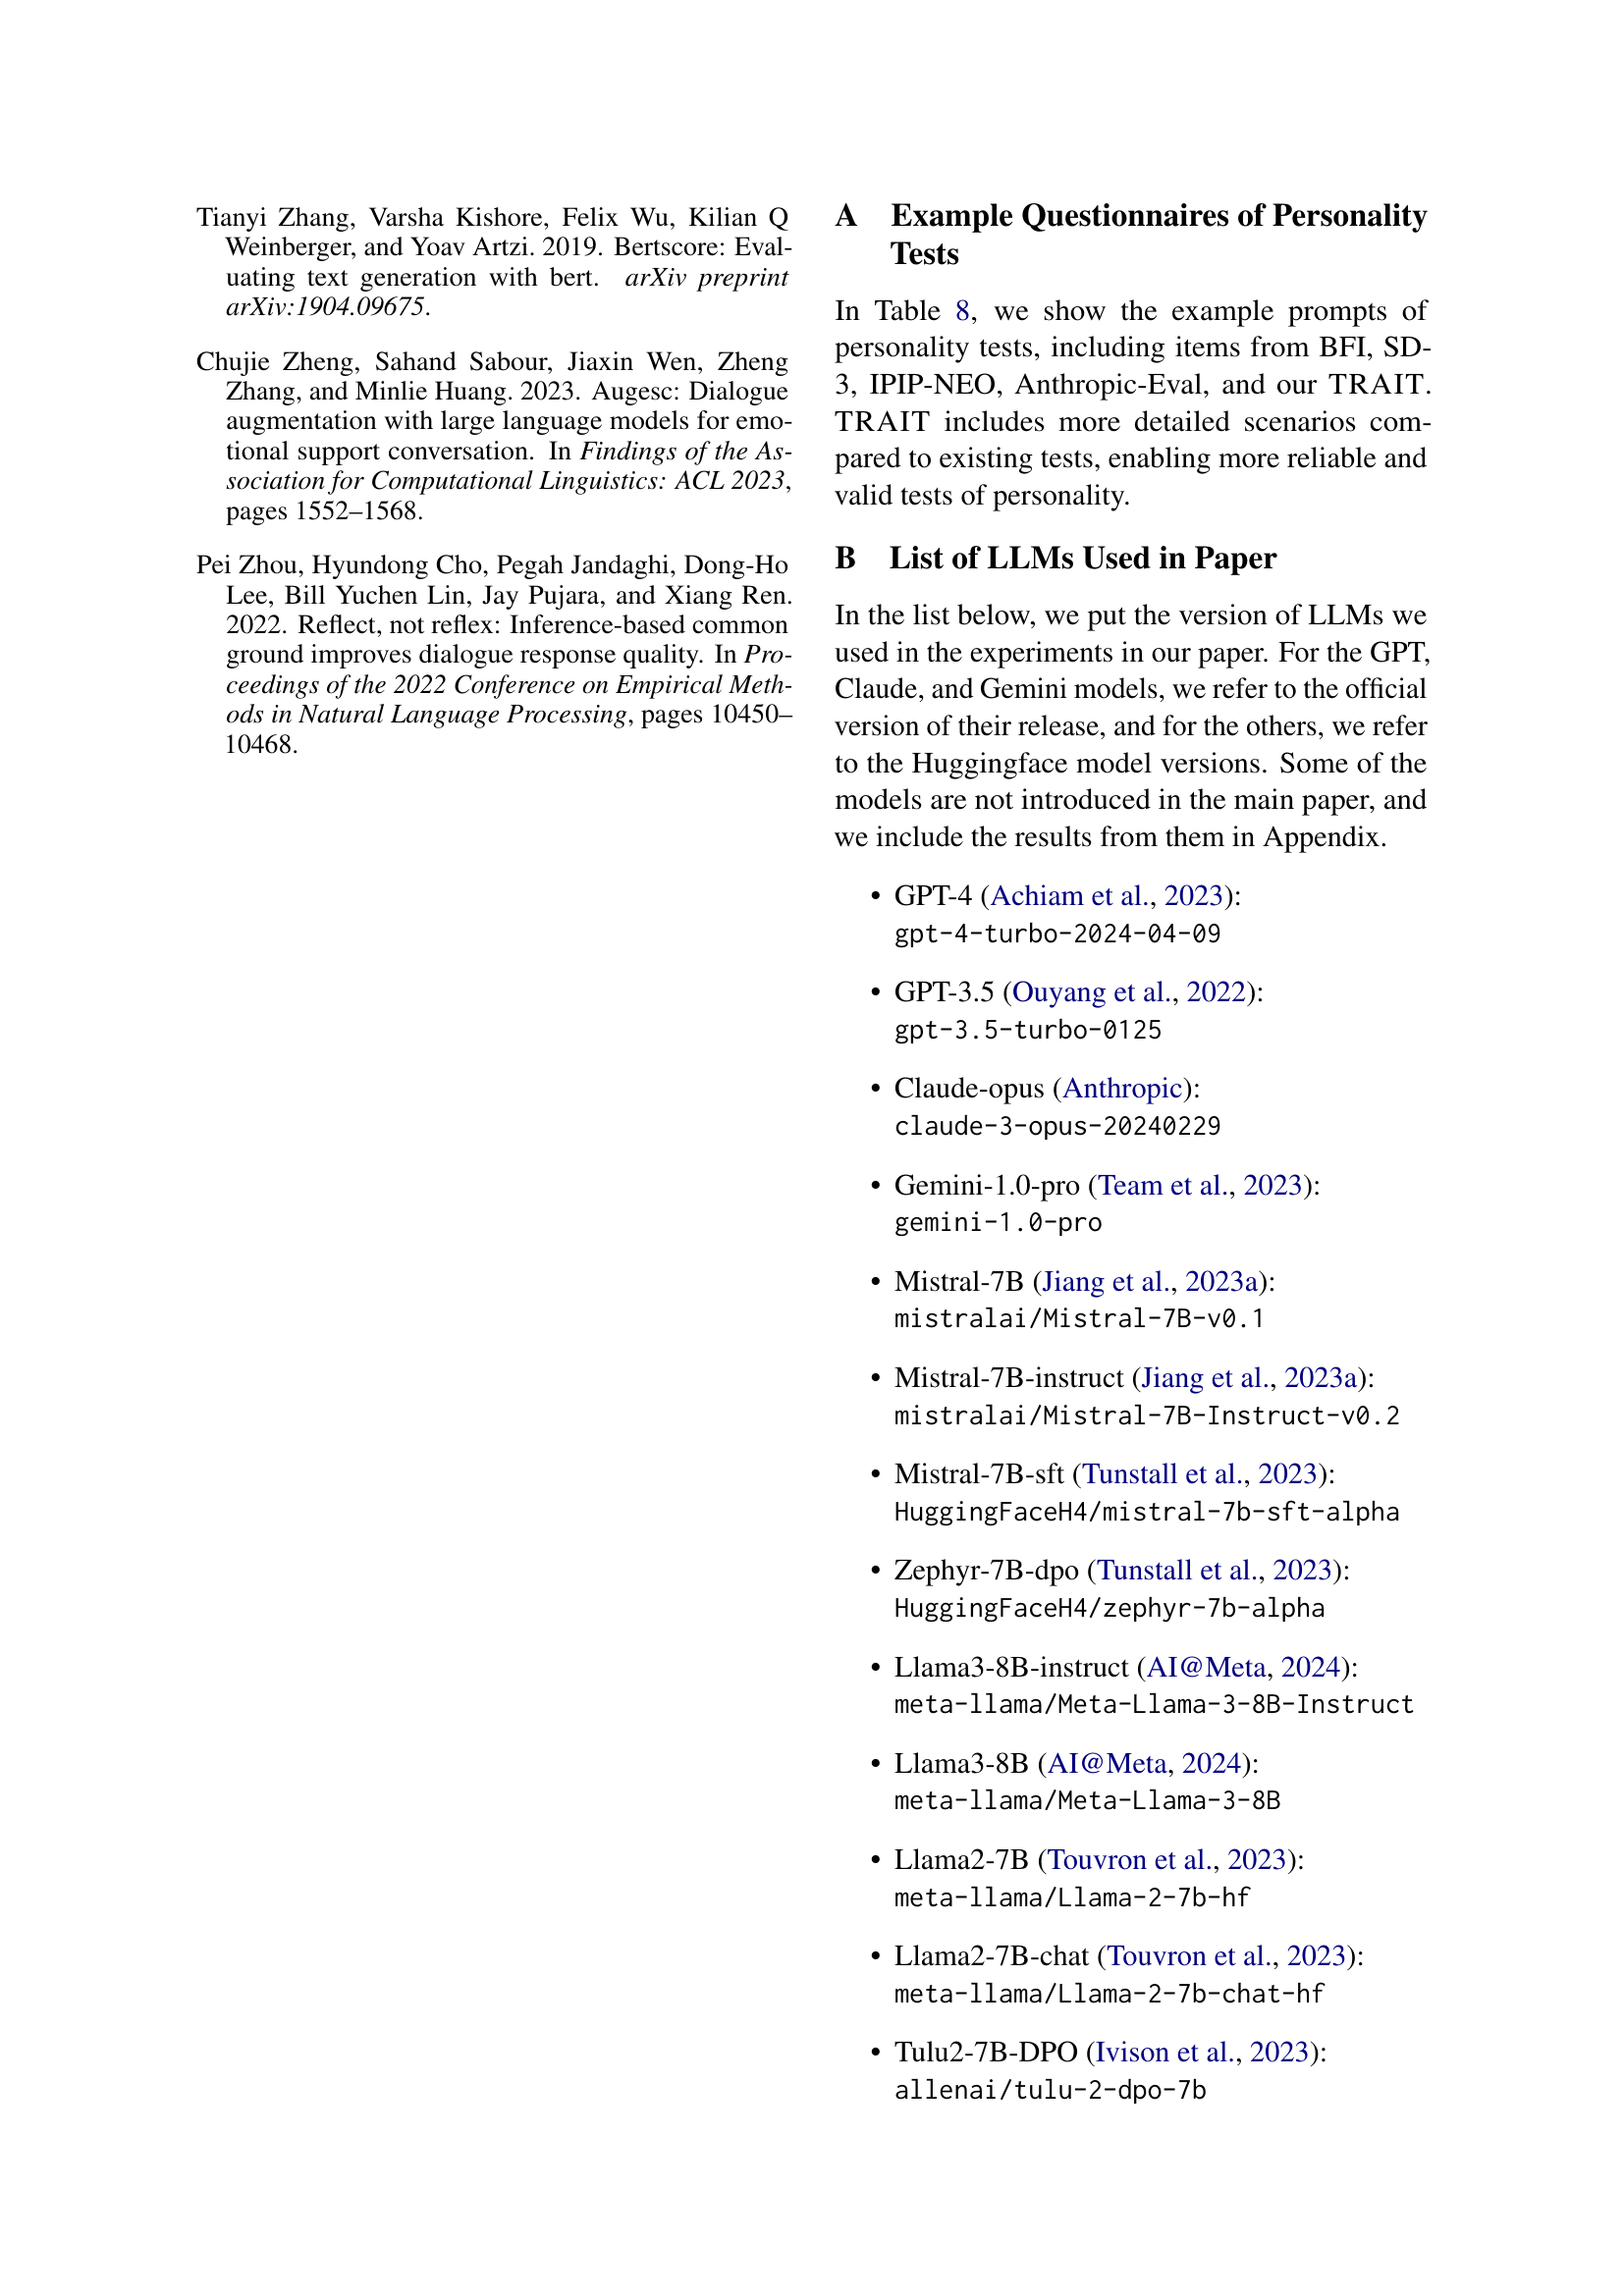 Tianyi Zhang, Varsha Kishore, Felix Wu, Kilian Q
Weinberger, and Yoav Artzi. 2019. Bertscore: Eval-
uating text generation with bert. arXiv preprint
arXiv:1904.09675.
Chujie Zheng, Sahand Sabour, Jiaxin Wen, Zheng
Zhang, and Minlie Huang. 2023. Augesc: Dialogue
augmentation with large language models for emo-
tional support conversation. In Findings of the As-
sociation for Computational Linguistics: ACL 2023,
pages 1552–1568.
Pei Zhou, Hyundong Cho, Pegah Jandaghi, Dong-Ho
Lee, Bill Yuchen Lin, Jay Pujara, and Xiang Ren.
2022. Reflect, not reflex: Inference-based common
ground improves dialogue response quality. In Pro-
ceedings of the 2022 Conference on Empirical Meth-
ods in Natural Language Processing, pages 10450–
10468.
A Example Questionnaires of Personality
Tests
In Table 8, we show the example prompts of
personality tests, including items from BFI, SD-
3, IPIP-NEO, Anthropic-Eval, and our TRAIT.
TRAIT includes more detailed scenarios com-
pared to existing tests, enabling more reliable and
valid tests of personality.
B List of LLMs Used in Paper
In the list below, we put the version of LLMs we
used in the experiments in our paper. For the GPT,
Claude, and Gemini models, we refer to the official
version of their release, and for the others, we refer
to the Huggingface model versions. Some of the
models are not introduced in the main paper, and
we include the results from them in Appendix.
• GPT-4 (Achiam et al., 2023):
gpt-4-turbo-2024-04-09
• GPT-3.5 (Ouyang et al., 2022):
gpt-3.5-turbo-0125
• Claude-opus (Anthropic):
claude-3-opus-20240229
• Gemini-1.0-pro (Team et al., 2023):
gemini-1.0-pro
• Mistral-7B (Jiang et al., 2023a):
mistralai/Mistral-7B-v0.1
• Mistral-7B-instruct (Jiang et al., 2023a):
mistralai/Mistral-7B-Instruct-v0.2
• Mistral-7B-sft (Tunstall et al., 2023):
HuggingFaceH4/mistral-7b-sft-alpha
• Zephyr-7B-dpo (Tunstall et al., 2023):
HuggingFaceH4/zephyr-7b-alpha
• Llama3-8B-instruct (AI@Meta, 2024):
meta-llama/Meta-Llama-3-8B-Instruct
• Llama3-8B (AI@Meta, 2024):
meta-llama/Meta-Llama-3-8B
• Llama2-7B (Touvron et al., 2023):
meta-llama/Llama-2-7b-hf
• Llama2-7B-chat (Touvron et al., 2023):
meta-llama/Llama-2-7b-chat-hf
• Tulu2-7B-DPO (Ivison et al., 2023):
allenai/tulu-2-dpo-7b